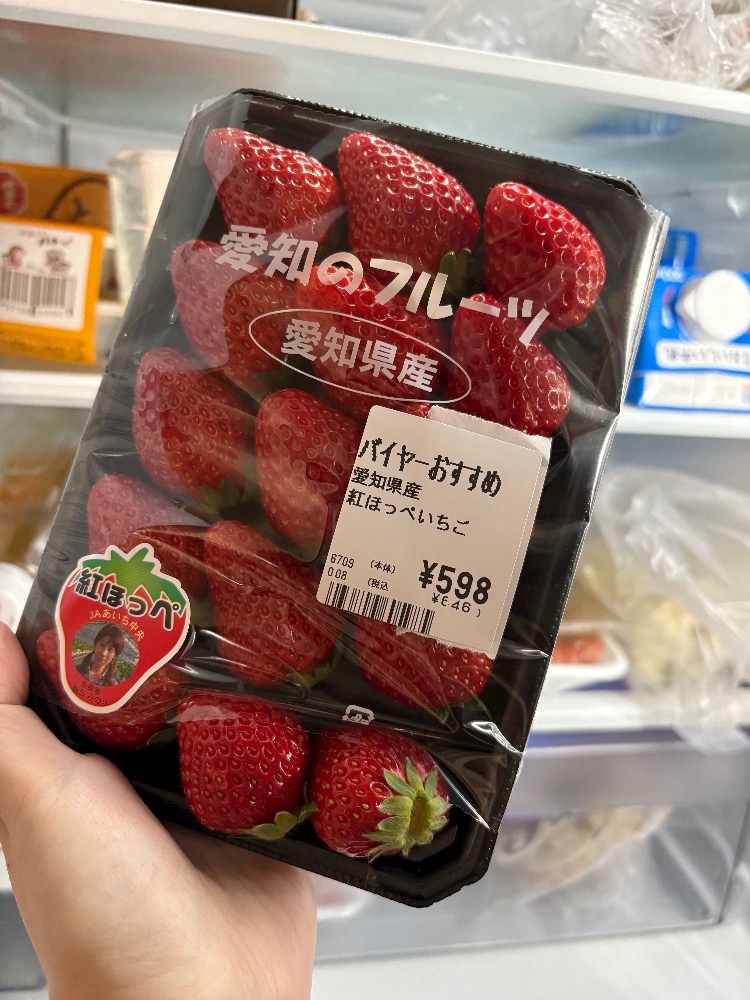 愛知のフルーツ
愛知県産
バイヤーおすすめ
愛知県産
紅ほっぺいちご
6709
008
(本体)
¥598
(税込
¥646)
紅ほっぺ
JAあいち中央